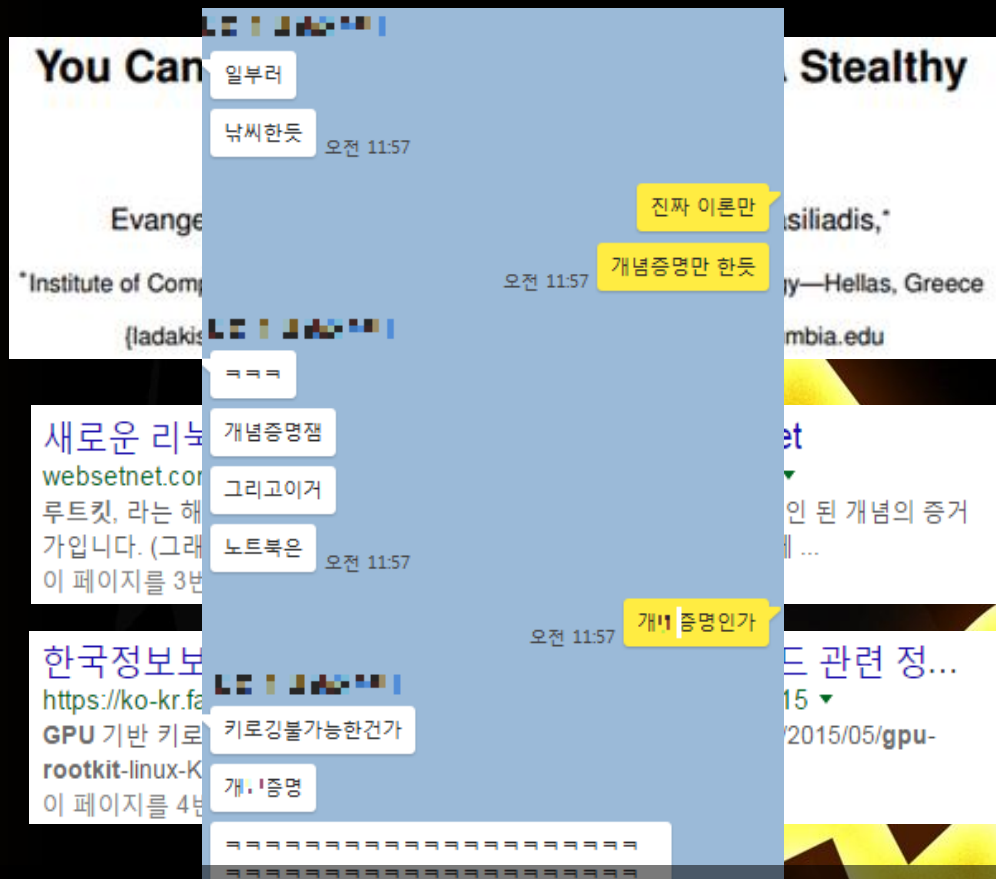 You Can
Stealthy
일부러
낚씨한듯
오전 11:57
진짜 이론만
Evange
siliadis,*
개념증명만 한듯
오전 11:57
*Institute of Comp
gy—Hellas, Greece
{ladakis
mbia.edu
ㅋㅋㅋ
개념증명잼
새로운 리눅
et
websetnet.cor
그리고이거
루트킷, 라는 해
인 된 개념의 증거
노트북은
가입니다. (그래
오전 11:57
이 페이지를 3번
증명인가
오전 11:57
한국정보보
드 관련 정...
https://ko-kr.fa
15
키로깅불가능한건가
GPU 기반 키로
/2015/05/gpu-
rootkit-linux-K
증명
이 페이지를 4번
ㅋㅋㅋㅋㅋㅋㅋㅋㅋㅋㅋㅋㅋㅋㅋㅋㅋㅋ
ㅋㅋㅋㅋㅋㅋㅋㅋㅋㅋㅋㅋㅋㅋㅋㅋㅋㅋ